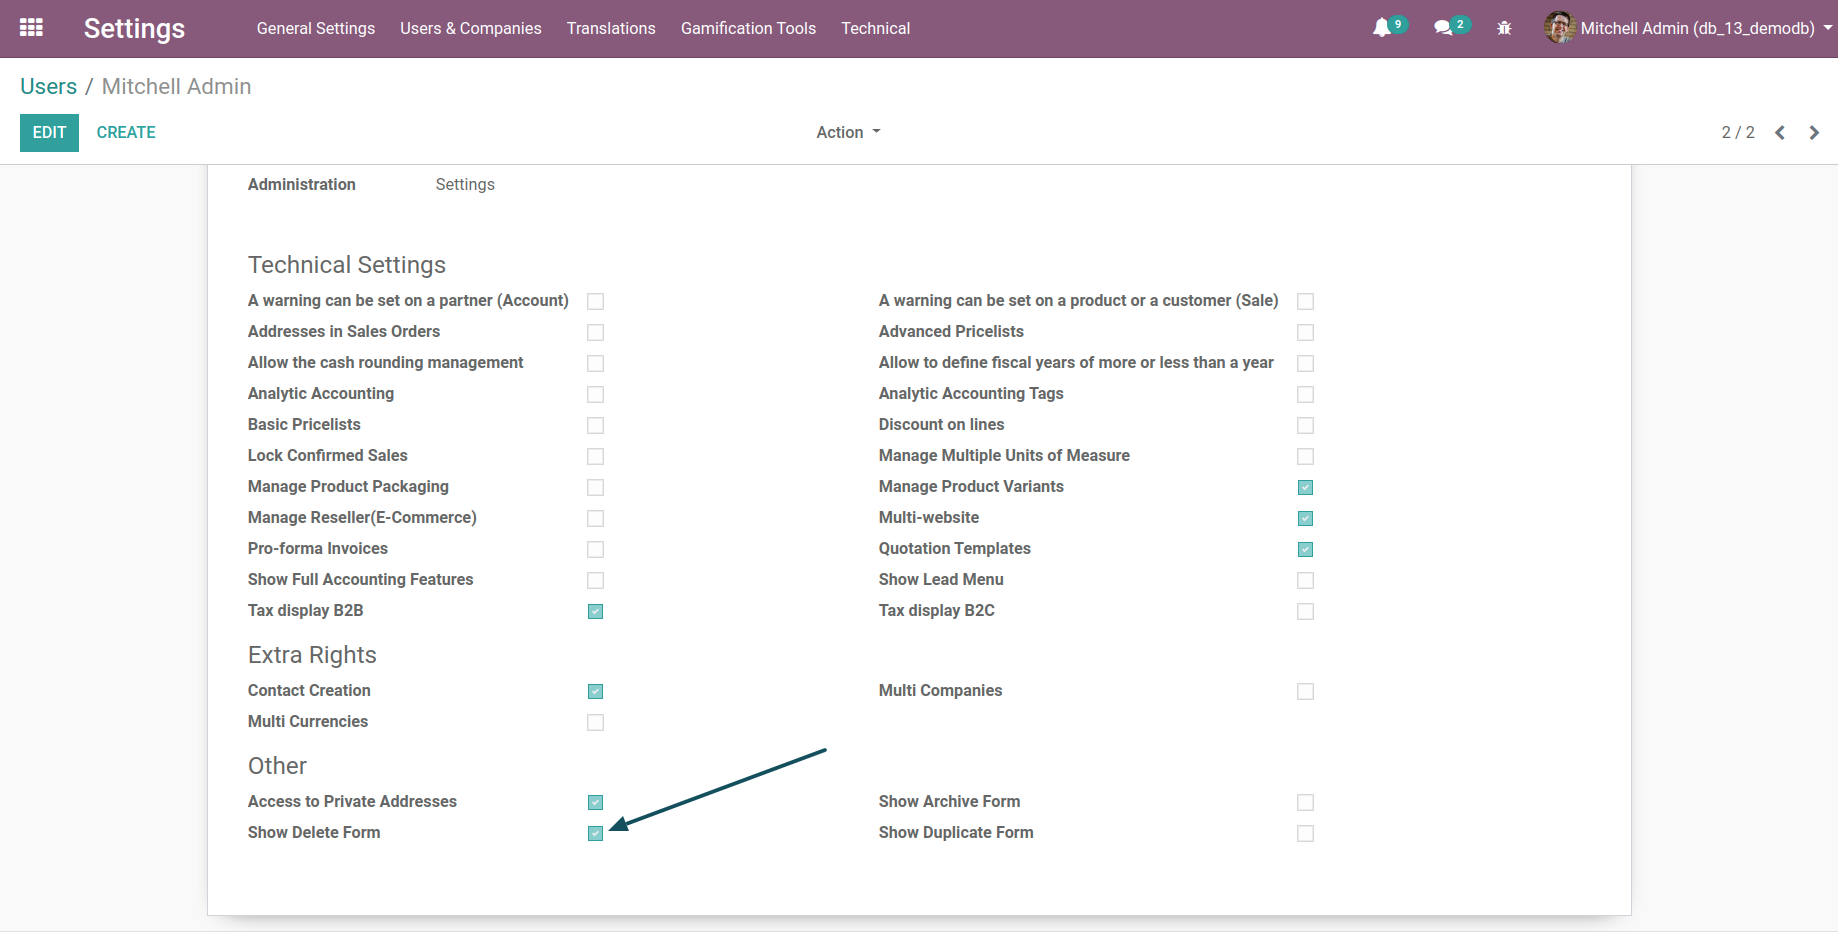 Settings General Settings Users & Companies Translations Gamification Tools Technical 9 2 Mitchell Admin (db_13_demodb)
Users / Mitchell Admin
EDIT CREATE Action 2 / 2
Administration Settings
Technical Settings
A warning can be set on a partner (Account) A warning can be set on a product or a customer (Sale)
Addresses in Sales Orders Advanced Pricelists
Allow the cash rounding management Allow to define fiscal years of more or less than a year
Analytic Accounting Analytic Accounting Tags
Basic Pricelists Discount on lines
Lock Confirmed Sales Manage Multiple Units of Measure
Manage Product Packaging Manage Product Variants
Manage Reseller(E-Commerce) Multi-website
Pro-forma Invoices Quotation Templates
Show Full Accounting Features Show Lead Menu
Tax display B2B Tax display B2C
Extra Rights
Contact Creation Multi Companies
Multi Currencies
Other
Access to Private Addresses Show Archive Form
Show Delete Form Show Duplicate Form